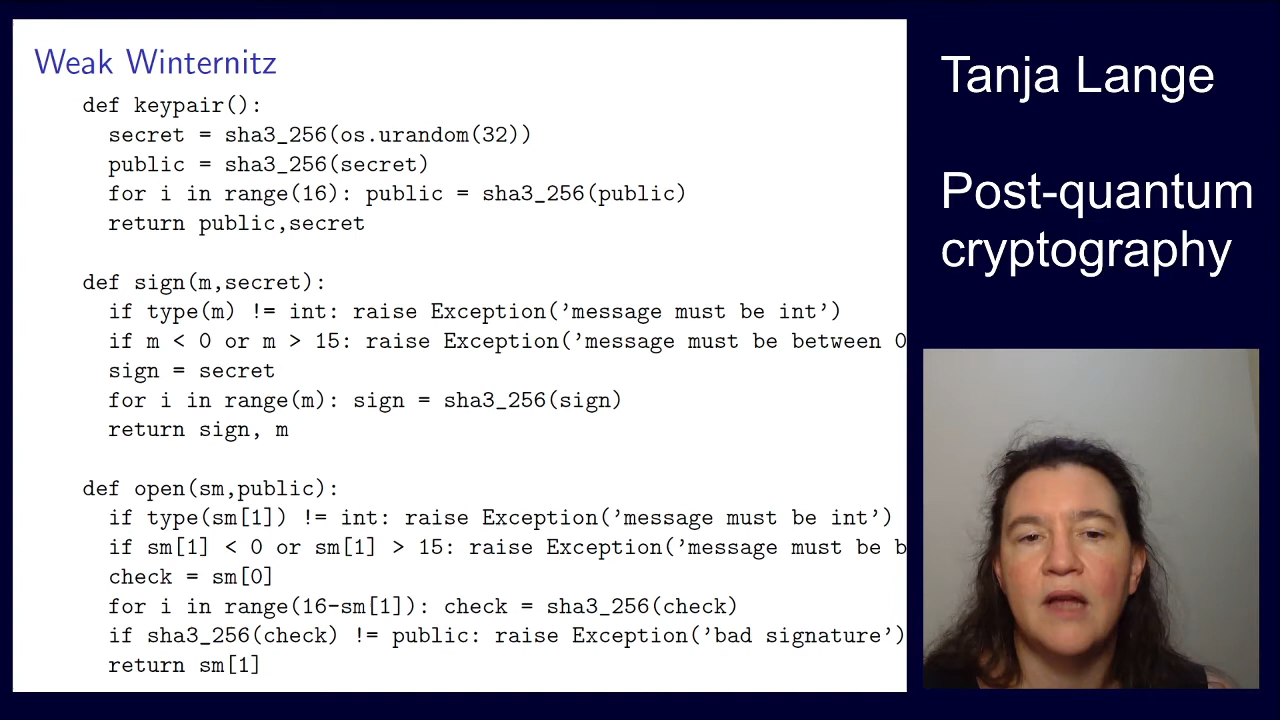 Weak Winternitz
def keypair():
secret = sha3_256(os.urandom(32))
public = sha3_256(secret)
for i in range(16): public = sha3_256(public)
return public,secret
def sign(m,secret):
if type(m) != int: raise Exception('message must be int')
if m < 0 or m > 15: raise Exception('message must be between 0
sign = secret
for i in range(m): sign = sha3_256(sign)
return sign, m
def open(sm,public):
if type(sm[1]) != int: raise Exception('message must be int')
if sm[1] < 0 or sm[1] > 15: raise Exception('message must be b
check = sm[0]
for i in range(16-sm[1]): check = sha3_256(check)
if sha3_256(check) != public: raise Exception('bad signature')
return sm[1]
Tanja Lange
Post-quantum
cryptography